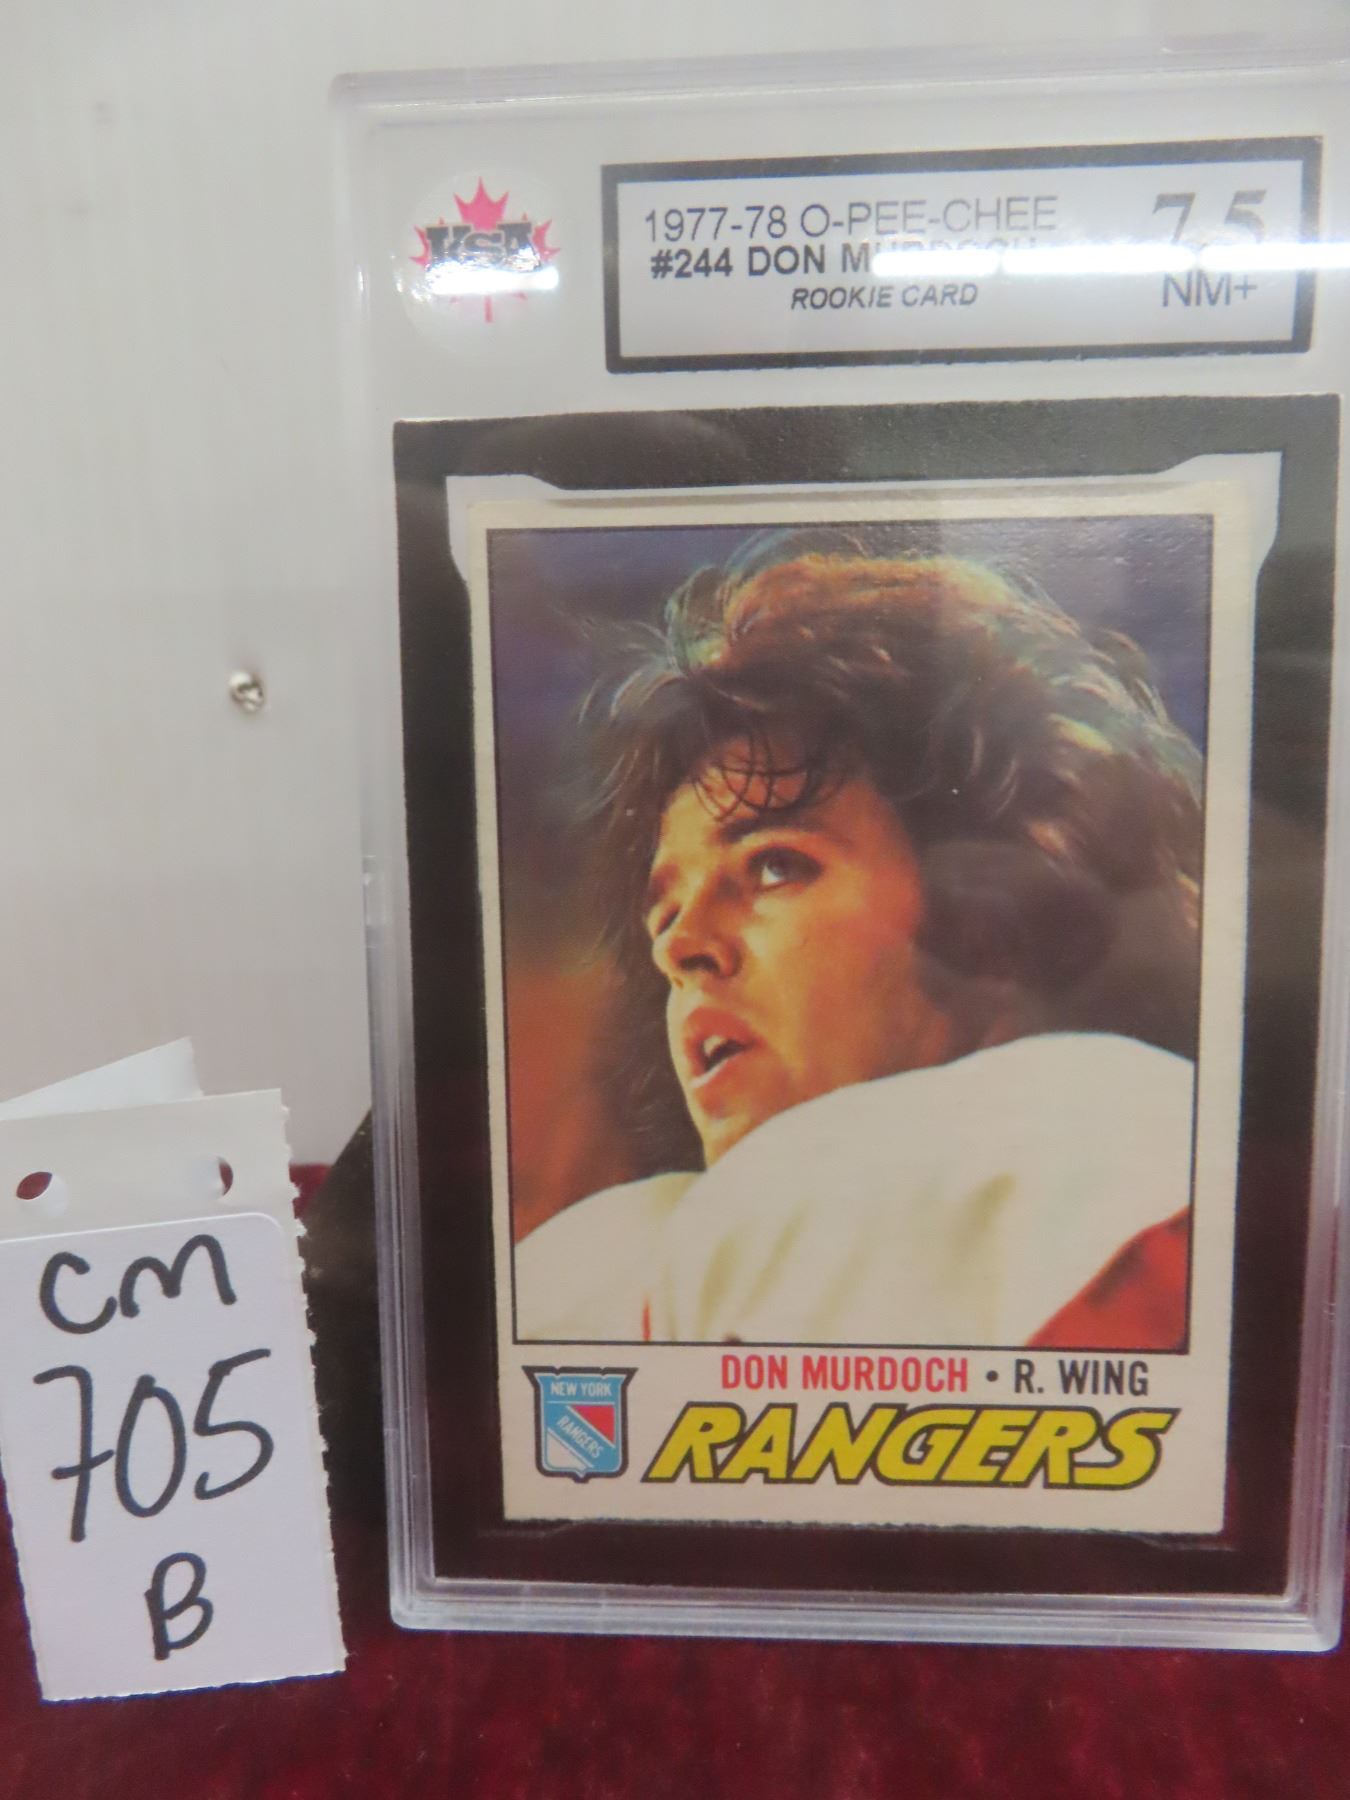 KSA
1977-78 O-PEE-CHEE 7.5
#244 DON MURDOCH
ROOKIE CARD NM+
DON MURDOCH • R. WING
NEW YORK
RANGERS
RANGERS
CM
705
B